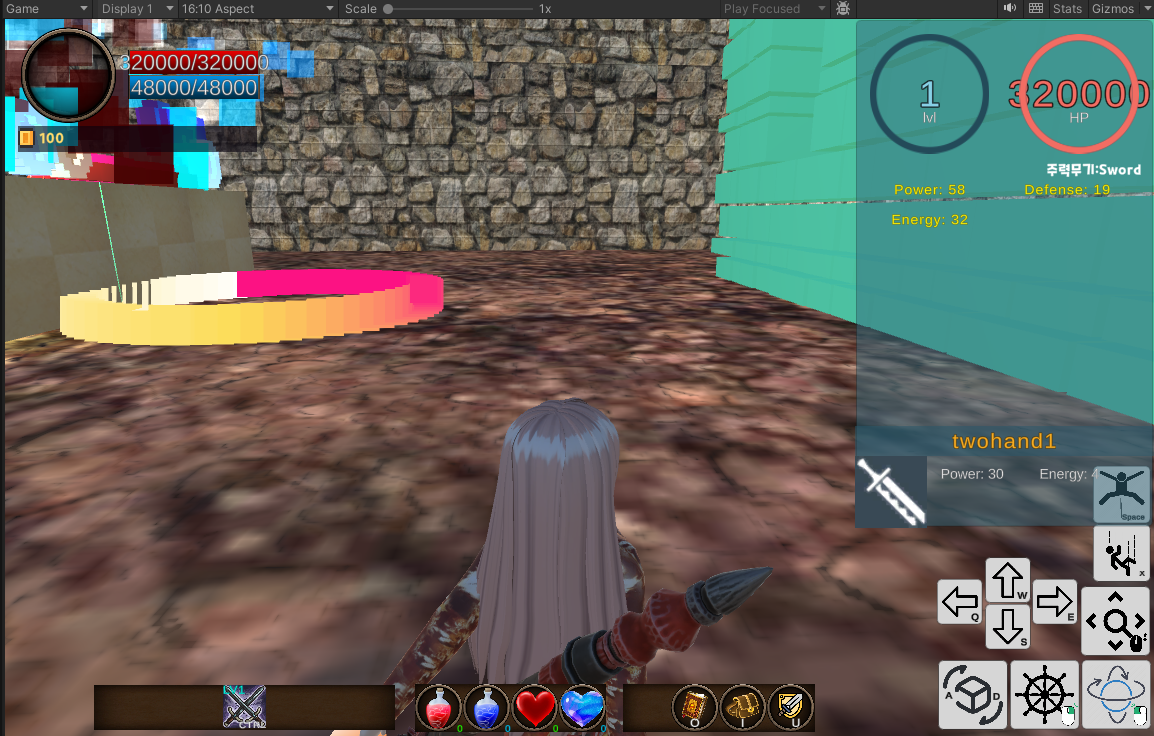 Game Display 1 16:10 Aspect Scale 1x Play Focused Stats Gizmos
320000/320000
48000/48000
100
1
lvl
320000
HP
주력무기:Sword
Power: 58 Defense: 19
Energy: 32
twohand1
Power: 30 Energy: 4
Space
x
W
Q
E
S
A
D
LV1
CTRL
0 0 0 0
O I U